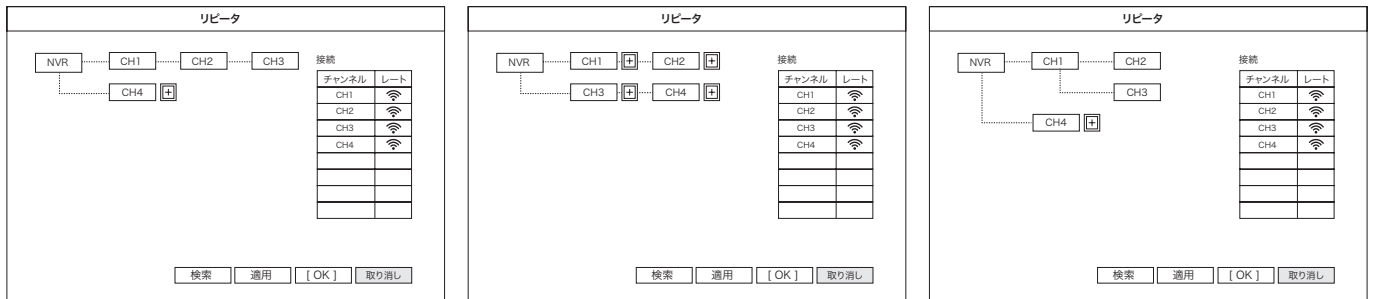 リピータ
NVR CH1 CH2 CH3
CH4 +
接続
チャンネル レート
CH1
CH2
CH3
CH4
検索 適用 [ OK ] 取り消し
リピータ
NVR CH1 + CH2 +
CH3 + CH4 +
接続
チャンネル レート
CH1
CH2
CH3
CH4
検索 適用 [ OK ] 取り消し
リピータ
NVR CH1 CH2
CH3
CH4 +
接続
チャンネル レート
CH1
CH2
CH3
CH4
検索 適用 [ OK ] 取り消し